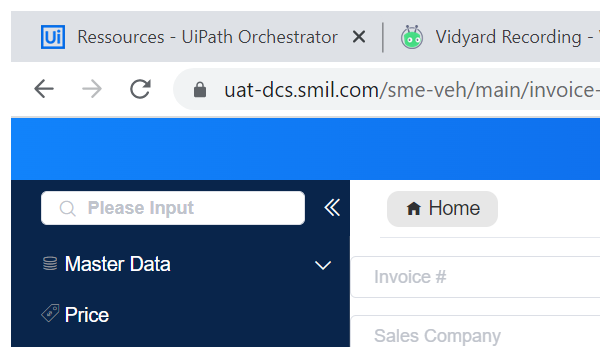 Ui Ressources - UiPath Orchestrator Vidyard Recording -
uat-dcs.smil.com/sme-veh/main/invoice-
Please Input
Home
Master Data
Invoice #
Price
Sales Company